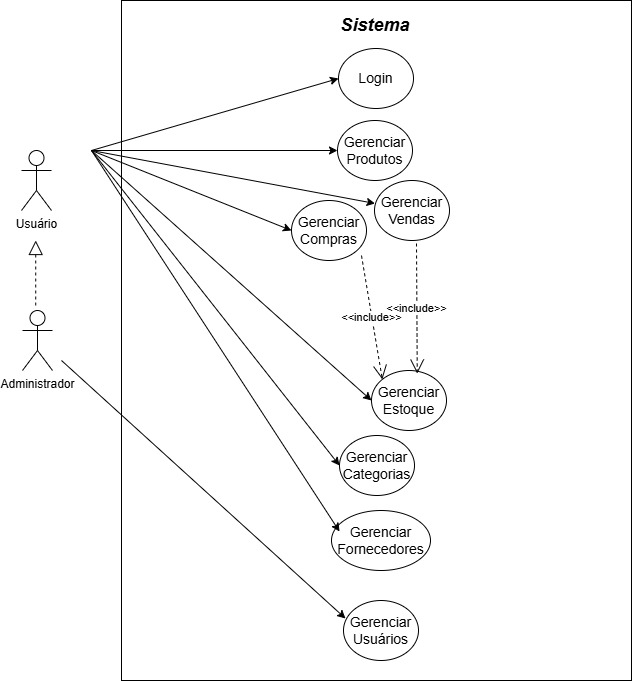 Sistema
Login
Gerenciar
Produtos
Usuário
Gerenciar
Vendas
Gerenciar
Compras
<<include>>
<<include>>
Administrador
Gerenciar
Estoque
Gerenciar
Categorias
Gerenciar
Fornecedores
Gerenciar
Usuários